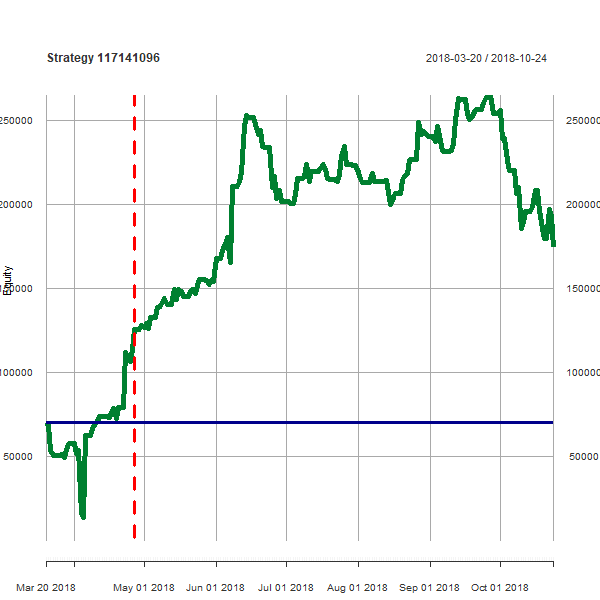 Strategy 117141096
2018-03-20 / 2018-10-24
250000
250000
200000
200000
Equity
150000
150000
100000
100000
50000
50000
Mar 20 2018
May 01 2018
Jun 01 2018
Jul 01 2018
Aug 01 2018
Sep 01 2018
Oct 01 2018